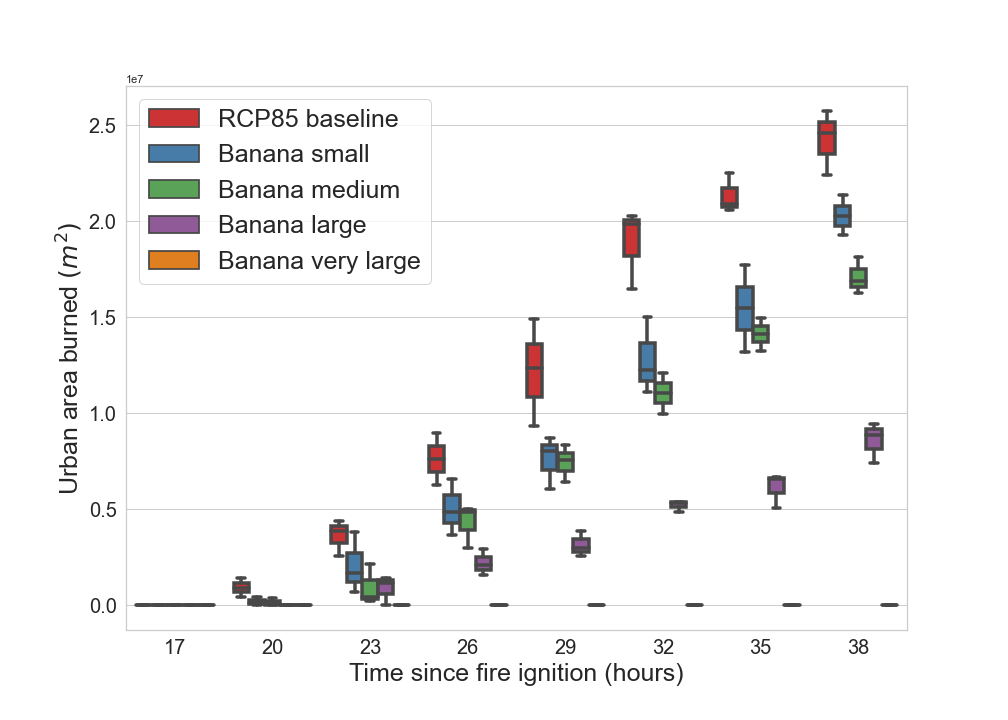 1e7
2.5
2.0
1.5
1.0
0.5
0.0
Urban area burned (m²)
RCP85 baseline
Banana small
Banana medium
Banana large
Banana very large
17 20 23 26 29 32 35 38
Time since fire ignition (hours)